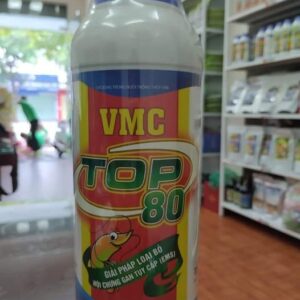 VMC
TOP
80
GIẢI PHÁP LOẠI BỎ
HỘI CHỨNG GAN TỤY CẤP (EMS)